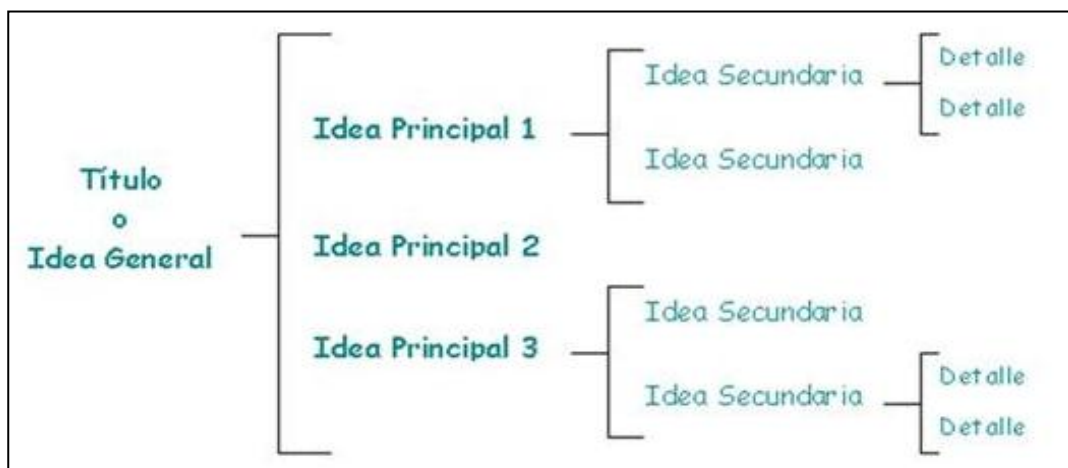 Título
o
Idea General
Idea Principal 1
Idea Secundaria
Detalle
Detalle
Idea Secundaria
Idea Principal 2
Idea Principal 3
Idea Secundaria
Idea Secundaria
Detalle
Detalle